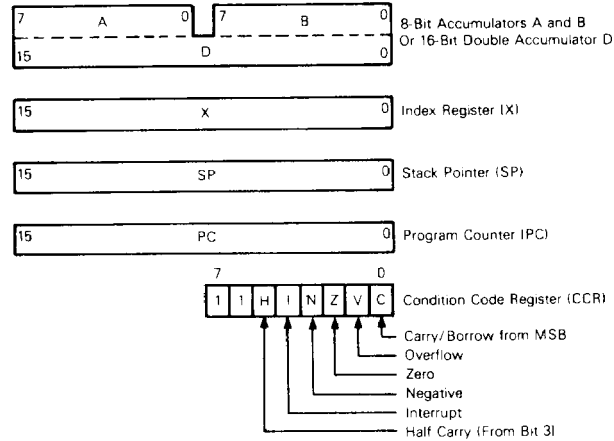 7 A 0 7 B 0 8-Bit Accumulators A and B
15 D 0 Or 16-Bit Double Accumulator D
15 X 0 Index Register (X)
15 SP 0 Stack Pointer (SP)
15 PC 0 Program Counter (PC)
7 0
1 1 H I N Z V C Condition Code Register (CCR)
Carry/Borrow from MSB
Overflow
Zero
Negative
Interrupt
Half Carry (From Bit 3)